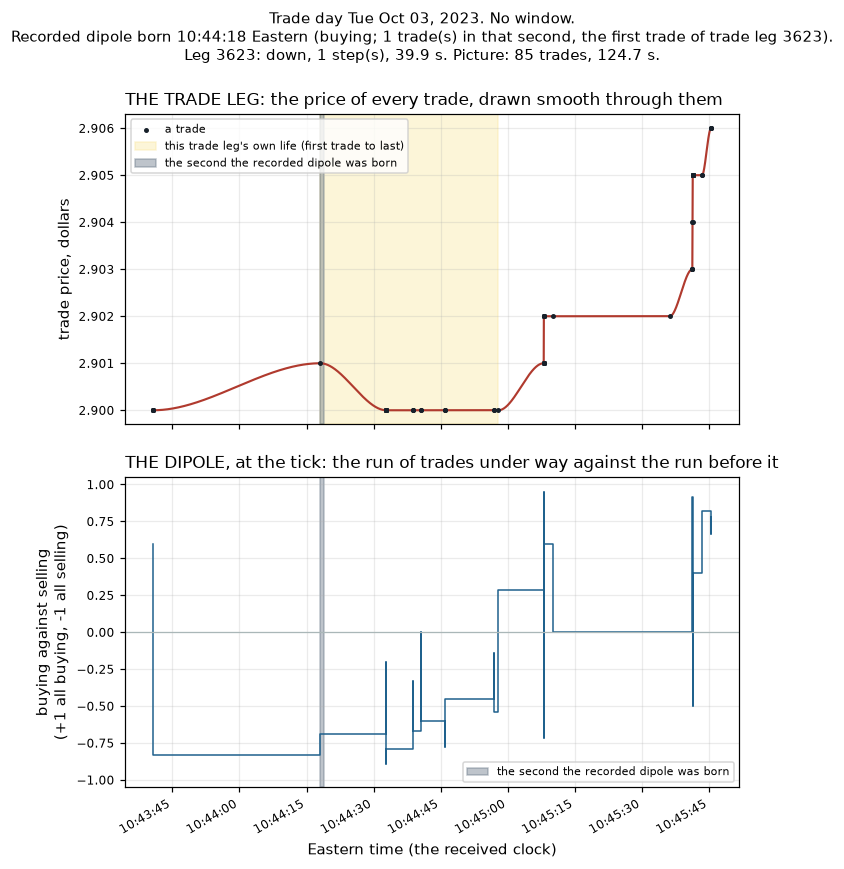 Trade day Tue Oct 03, 2023. No window.
Recorded dipole born 10:44:18 Eastern (buying; 1 trade(s) in that second, the first trade of trade leg 3623).
Leg 3623: down, 1 step(s), 39.9 s. Picture: 85 trades, 124.7 s.
THE TRADE LEG: the price of every trade, drawn smooth through them
a trade
this trade leg's own life (first trade to last)
the second the recorded dipole was born
trade price, dollars
2.906
2.905
2.904
2.903
2.902
2.901
2.900
THE DIPOLE, at the tick: the run of trades under way against the run before it
buying against selling
(+1 all buying, -1 all selling)
1.00
0.75
0.50
0.25
0.00
−0.25
−0.50
−0.75
−1.00
the second the recorded dipole was born
10:43:45
10:44:00
10:44:15
10:44:30
10:44:45
10:45:00
10:45:15
10:45:30
10:45:45
Eastern time (the received clock)